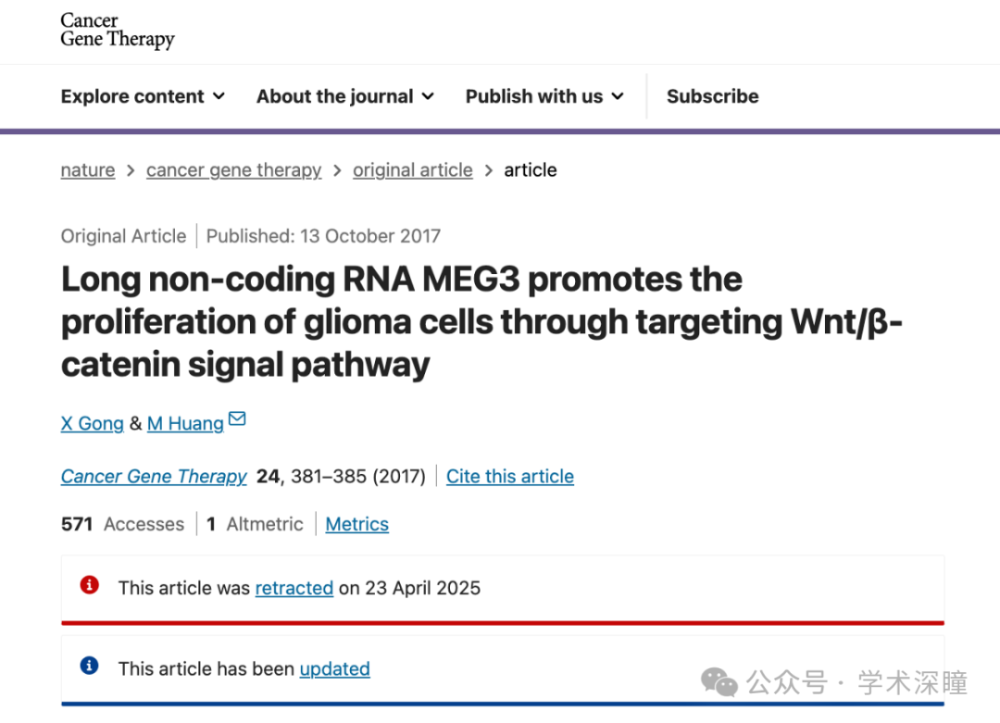 Cancer
Gene Therapy
Explore content About the journal Publish with us Subscribe
nature > cancer gene therapy > original article > article
Original Article | Published: 13 October 2017
Long non-coding RNA MEG3 promotes the
proliferation of glioma cells through targeting Wnt/β-
catenin signal pathway
X Gong & M Huang
Cancer Gene Therapy 24, 381–385 (2017) | Cite this article
571 Accesses | 1 Altmetric | Metrics
This article was retracted on 23 April 2025
This article has been updated
公众号 · 学术深瞳